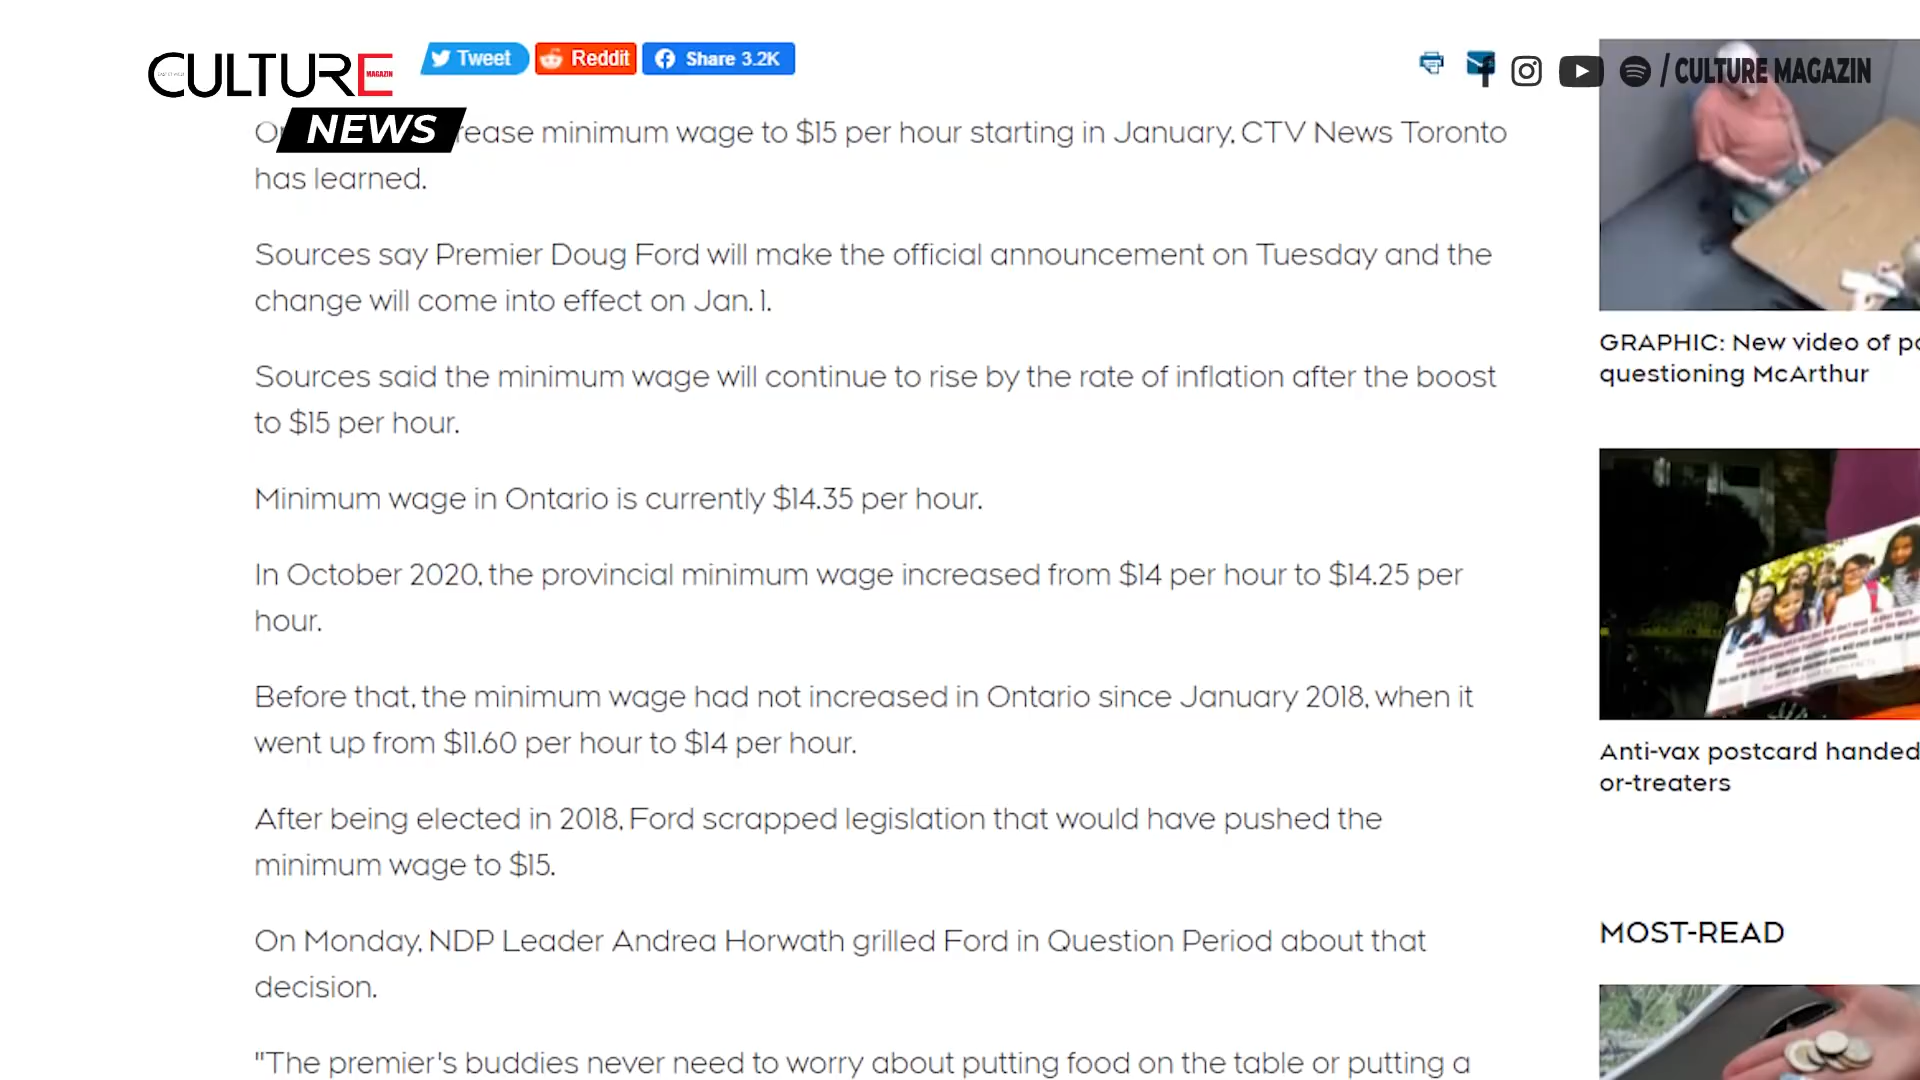 CULTURE
MAGAZIN
NEWS
Tweet
Reddit
Share 3.2K
/ CULTURE MAGAZIN
rease minimum wage to $15 per hour starting in January, CTV News Toronto
has learned.
Sources say Premier Doug Ford will make the official announcement on Tuesday and the
change will come into effect on Jan. 1.
Sources said the minimum wage will continue to rise by the rate of inflation after the boost
to $15 per hour.
Minimum wage in Ontario is currently $14.35 per hour.
In October 2020, the provincial minimum wage increased from $14 per hour to $14.25 per
hour.
Before that, the minimum wage had not increased in Ontario since January 2018, when it
went up from $11.60 per hour to $14 per hour.
After being elected in 2018, Ford scrapped legislation that would have pushed the
minimum wage to $15.
On Monday, NDP Leader Andrea Horwath grilled Ford in Question Period about that
decision.
"The premier's buddies never need to worry about putting food on the table or putting a
GRAPHIC: New video of po
questioning McArthur
Anti-vax postcard handed
or-treaters
MOST-READ